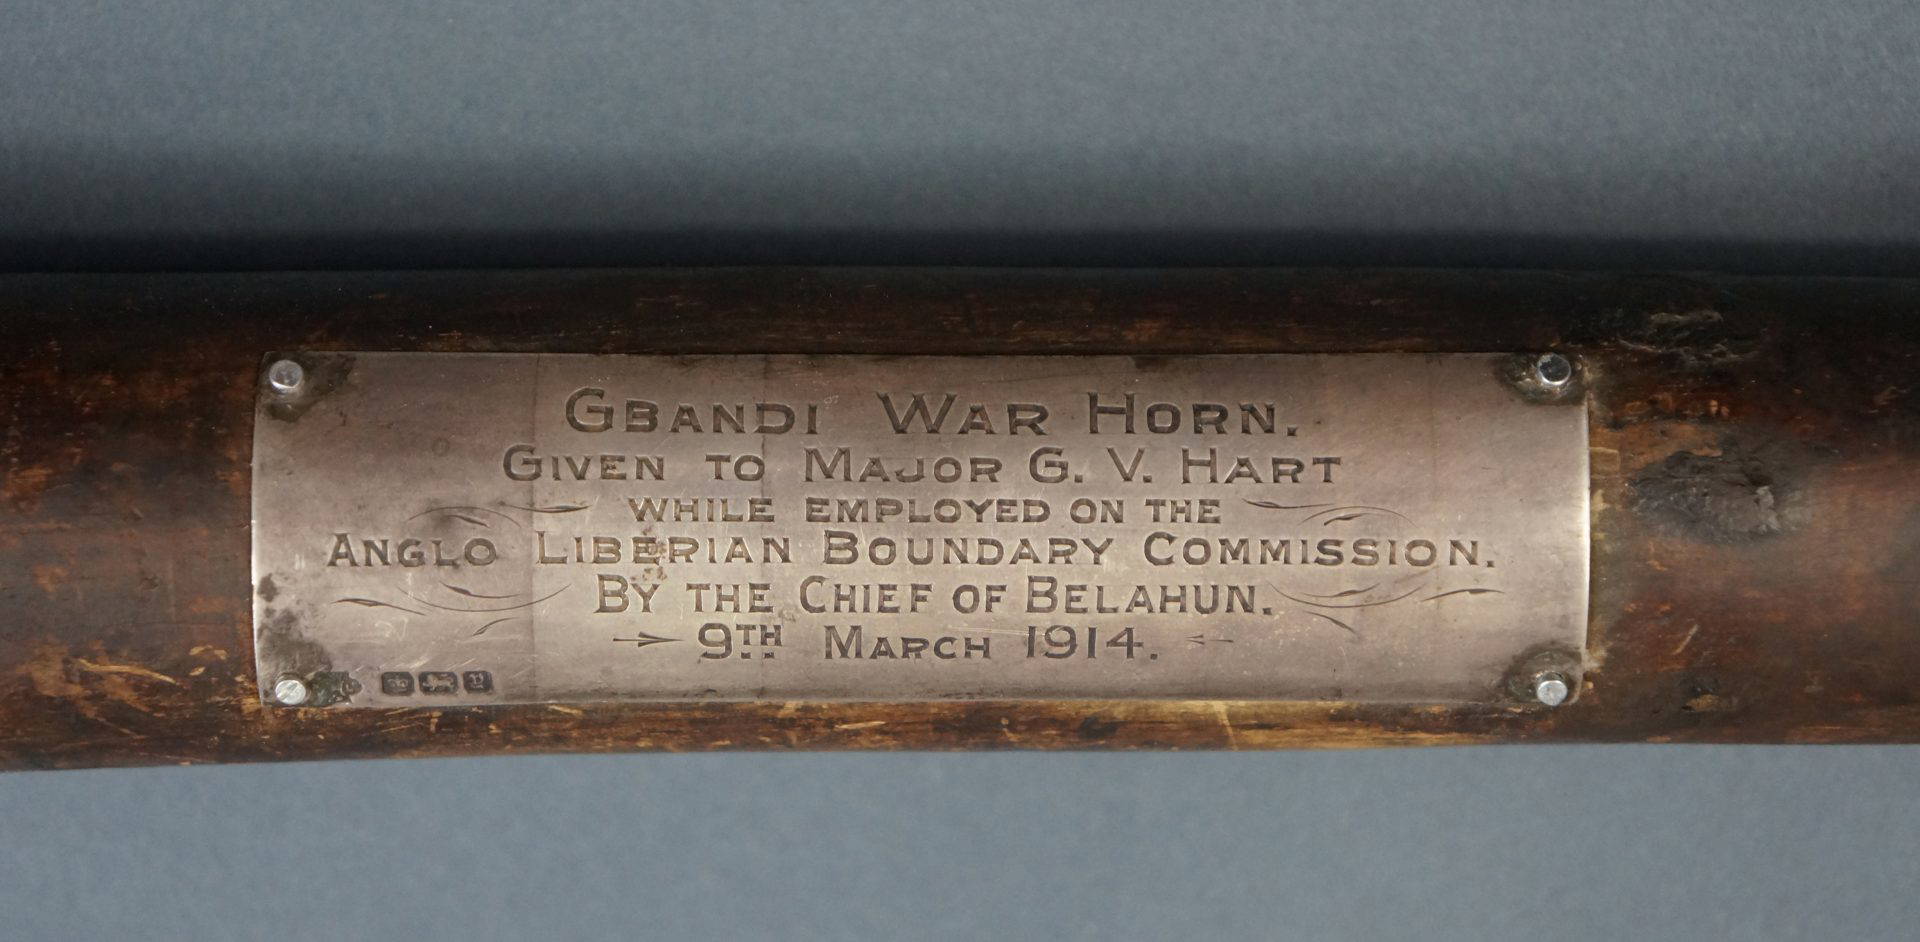 GBANDI WAR HORN.
GIVEN TO MAJOR G. V. HART
WHILE EMPLOYED ON THE
ANGLO LIBERIAN BOUNDARY COMMISSION.
BY THE CHIEF OF BELAHUN.
9TH MARCH 1914.